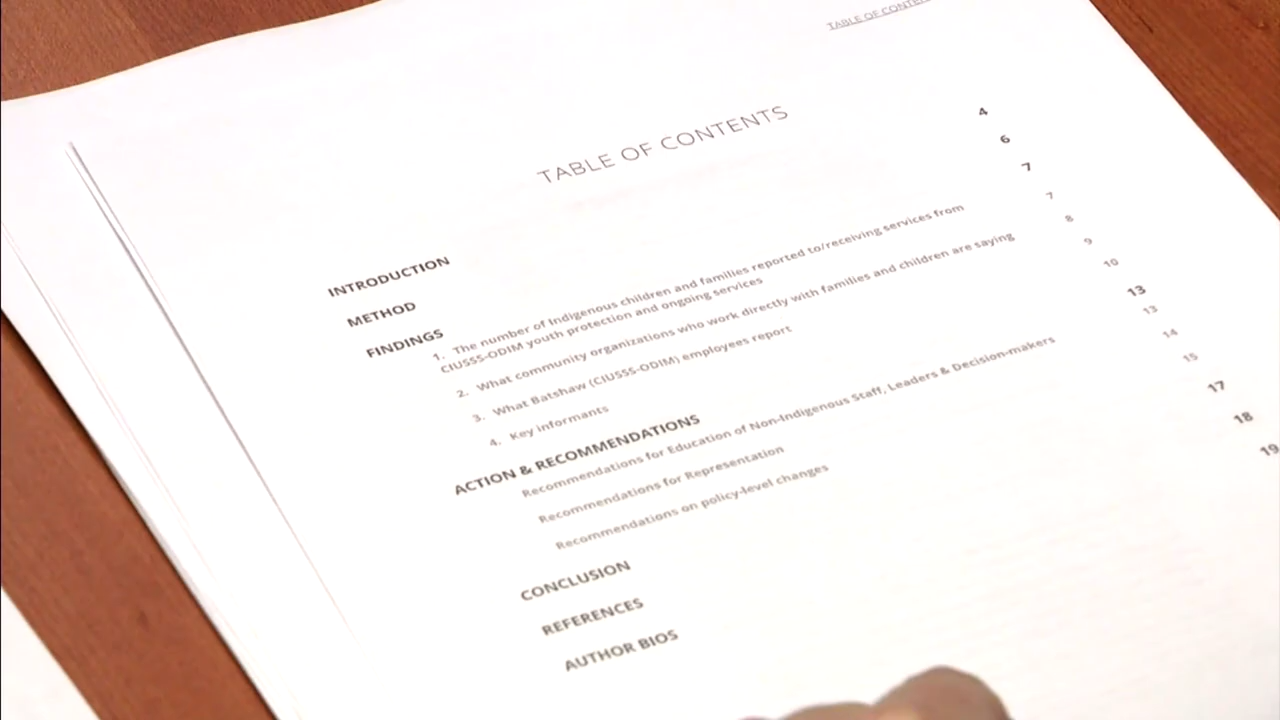 TABLE OF
TABLE OF CONTENTS
INTRODUCTION 4
METHOD 6
FINDINGS 7
1. The number of Indigenous children and families reported to/receiving services from 7
CIUSSS-ODIM youth protection and ongoing services
2. What community organizations who work directly with families and children are saying 8
3. What Batshaw (CIUSSS-ODIM) employees report 9
4. Key informants 10
ACTION & RECOMMENDATIONS 13
Recommendations for Education of Non-Indigenous Staff, Leaders & Decision-makers 13
Recommendations for Representation 14
Recommendations on policy-level changes 15
CONCLUSION 17
REFERENCES 18
AUTHOR BIOS 19